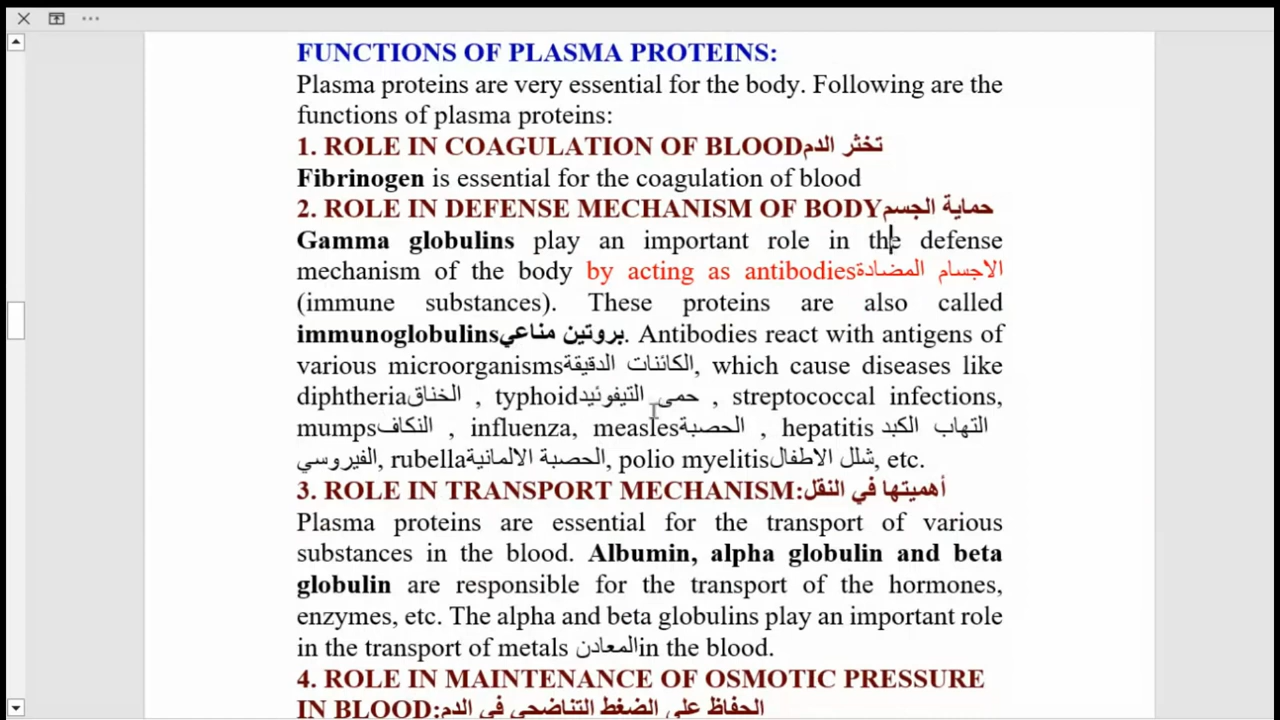 FUNCTIONS OF PLASMA PROTEINS:
Plasma proteins are very essential for the body. Following are the
functions of plasma proteins:
1. ROLE IN COAGULATION OF BLOODتخثر الدم
Fibrinogen is essential for the coagulation of blood
2. ROLE IN DEFENSE MECHANISM OF BODYحماية الجسم
Gamma globulins play an important role in the defense
mechanism of the body by acting as antibodiesالاجسام المضادة
(immune substances). These proteins are also called
immunoglobulinsبروتين مناعي. Antibodies react with antigens of
various microorganismsالكائنات الدقيقة, which cause diseases like
diphtheriaالخناق , typhoidحمى التيفوئيد , streptococcal infections,
mumpsالنكاف , influenza, measlesالحصبة , hepatitis التهاب الكبد
الفيروسي, rubellaالحصبة الالمانية, polio myelitisشلل الاطفال, etc.
3. ROLE IN TRANSPORT MECHANISM:أهميتها في النقل
Plasma proteins are essential for the transport of various
substances in the blood. Albumin, alpha globulin and beta
globulin are responsible for the transport of the hormones,
enzymes, etc. The alpha and beta globulins play an important role
in the transport of metals المعادنin the blood.
4. ROLE IN MAINTENANCE OF OSMOTIC PRESSURE
IN BLOOD:الحفاظ على الضغط التناضحي في الدم